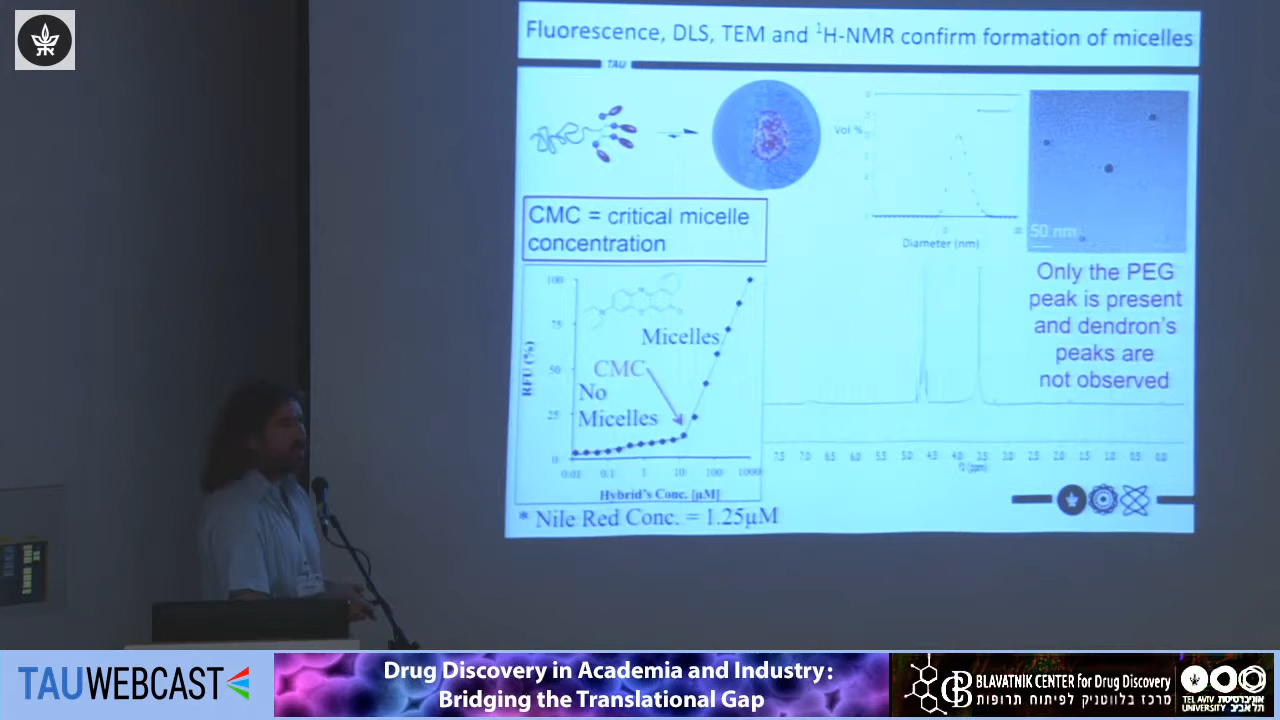 Fluorescence, DLS, TEM and ¹H-NMR confirm formation of micelles
TAU
Vol %
Diameter (nm)
50 nm
CMC = critical micelle
concentration
100
75
50
25
0
RFU (%)
Micelles
CMC
No
Micelles
0.01 0.1 1 10 100 1000
Hybrid's Conc. [μM]
* Nile Red Conc. = 1.25μM
Only the PEG
peak is present
and dendron's
peaks are
not observed
7.5 7.0 6.5 6.0 5.5 5.0 4.5 4.0 3.5 3.0 2.5 2.0 1.5 1.0 0.5 0.0
(ppm)
TAUWEBCAST
Drug Discovery in Academia and Industry:
Bridging the Translational Gap
BLAVATNIK CENTER for Drug Discovery
מרכז בלווטניק לפיתוח תרופות
TEL AVIV אוניברסיטת
UNIVERSITY תל אביב